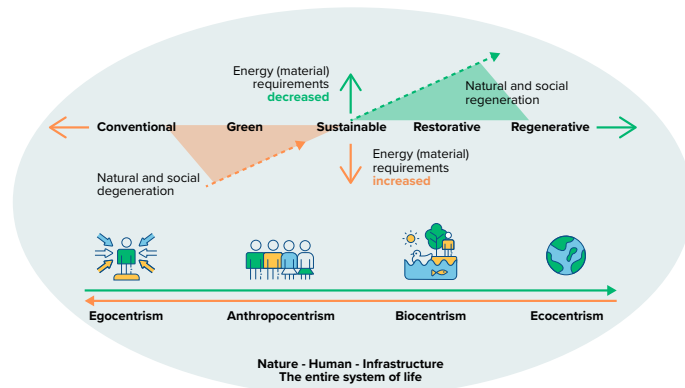 Energy (material)
requirements
decreased
Natural and social
regeneration
Conventional
Green
Sustainable
Restorative
Regenerative
Energy (material)
requirements
increased
Natural and social
degeneration
Egocentrism
Anthropocentrism
Biocentrism
Ecocentrism
Nature - Human - Infrastructure
The entire system of life